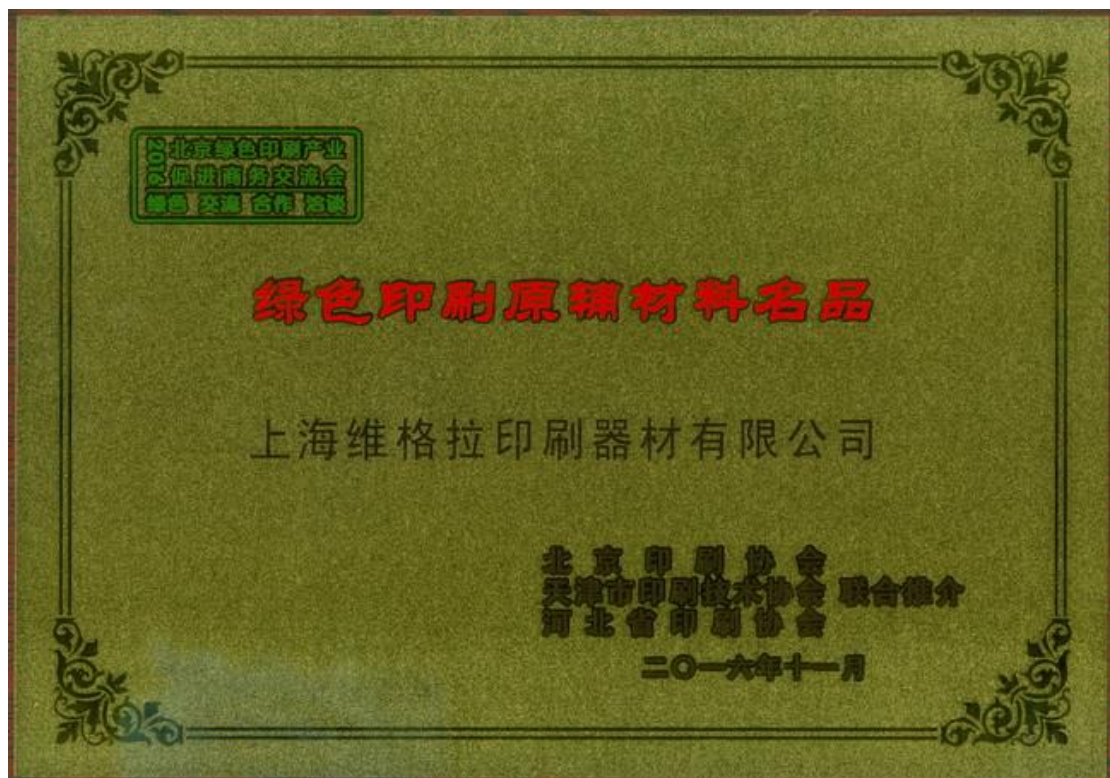 2016
北京绿色印刷产业
促进商务交流会
绿色 交流 合作 洽谈
绿色印刷原辅材料名品
上海维格拉印刷器材有限公司
北京印刷协会
天津市印刷技术协会 联合推介
河北省印刷协会
二〇一六年十一月